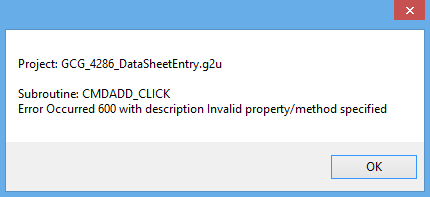 Project: GCG_4286_DataSheetEntry.g2u
Subroutine: CMDADD_CLICK
Error Occurred 600 with description Invalid property/method specified
OK